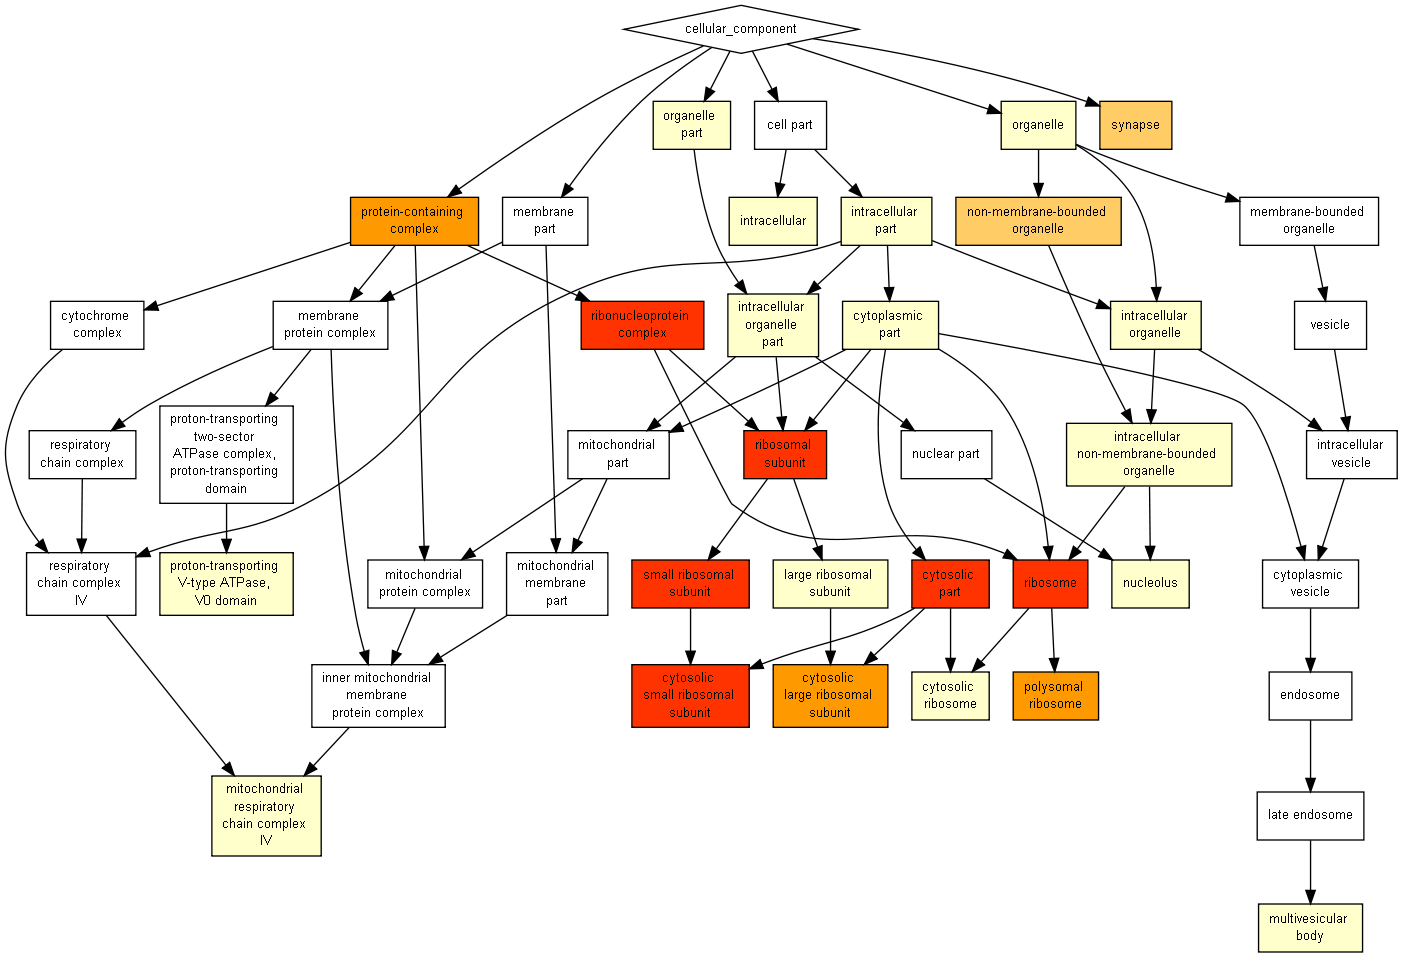 cellular_component
organelle
part
cell part
organelle
synapse
protein-containing
complex
membrane
part
intracellular
intracellular
part
non-membrane-bounded
organelle
membrane-bounded
organelle
cytochrome
complex
membrane
protein complex
ribonucleoprotein
complex
intracellular
organelle
part
cytoplasmic
part
intracellular
organelle
vesicle
respiratory
chain complex
proton-transporting
two-sector
ATPase complex,
proton-transporting
domain
mitochondrial
part
ribosomal
subunit
nuclear part
intracellular
non-membrane-bounded
organelle
intracellular
vesicle
respiratory
chain complex
IV
proton-transporting
V-type ATPase,
V0 domain
mitochondrial
protein complex
mitochondrial
membrane
part
small ribosomal
subunit
large ribosomal
subunit
cytosolic
part
ribosome
nucleolus
cytoplasmic
vesicle
inner mitochondrial
membrane
protein complex
cytosolic
small ribosomal
subunit
cytosolic
large ribosomal
subunit
cytosolic
ribosome
polysomal
ribosome
endosome
mitochondrial
respiratory
chain complex
IV
late endosome
multivesicular
body